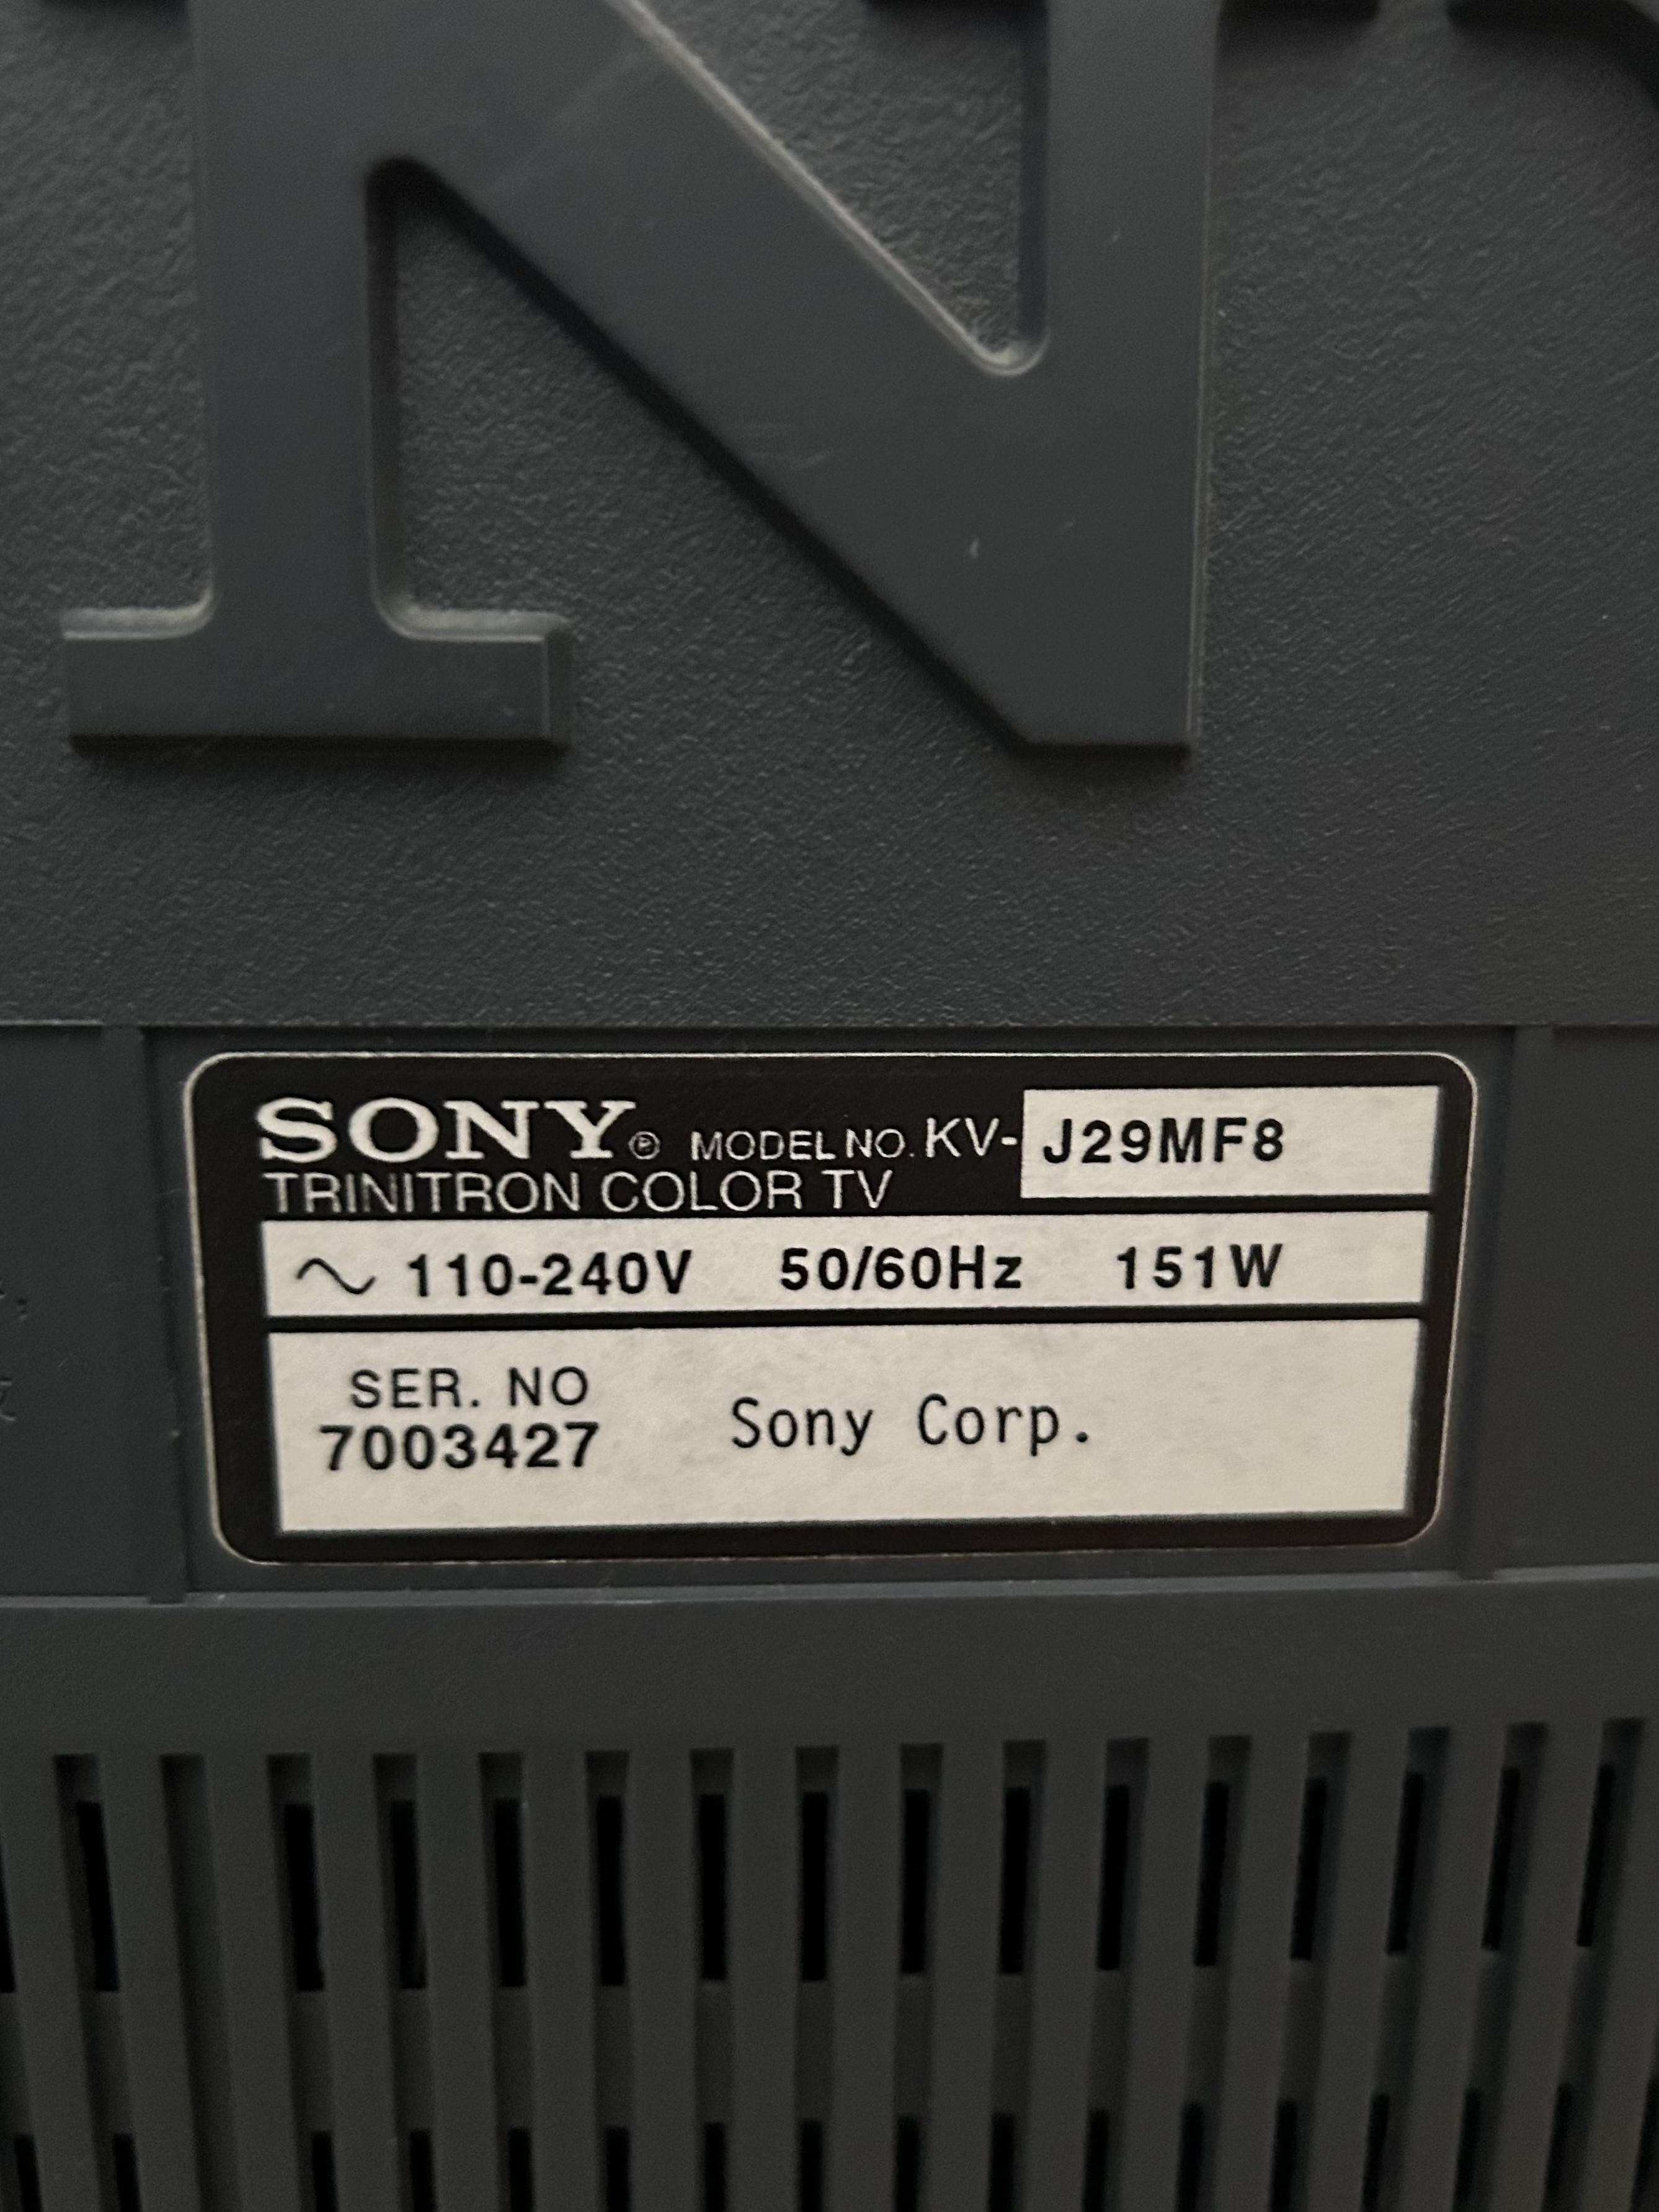 N
SONY® MODEL NO. KV-J29MF8
TRINITRON COLOR TV
~ 110-240V 50/60Hz 151W
SER. NO
7003427
Sony Corp.